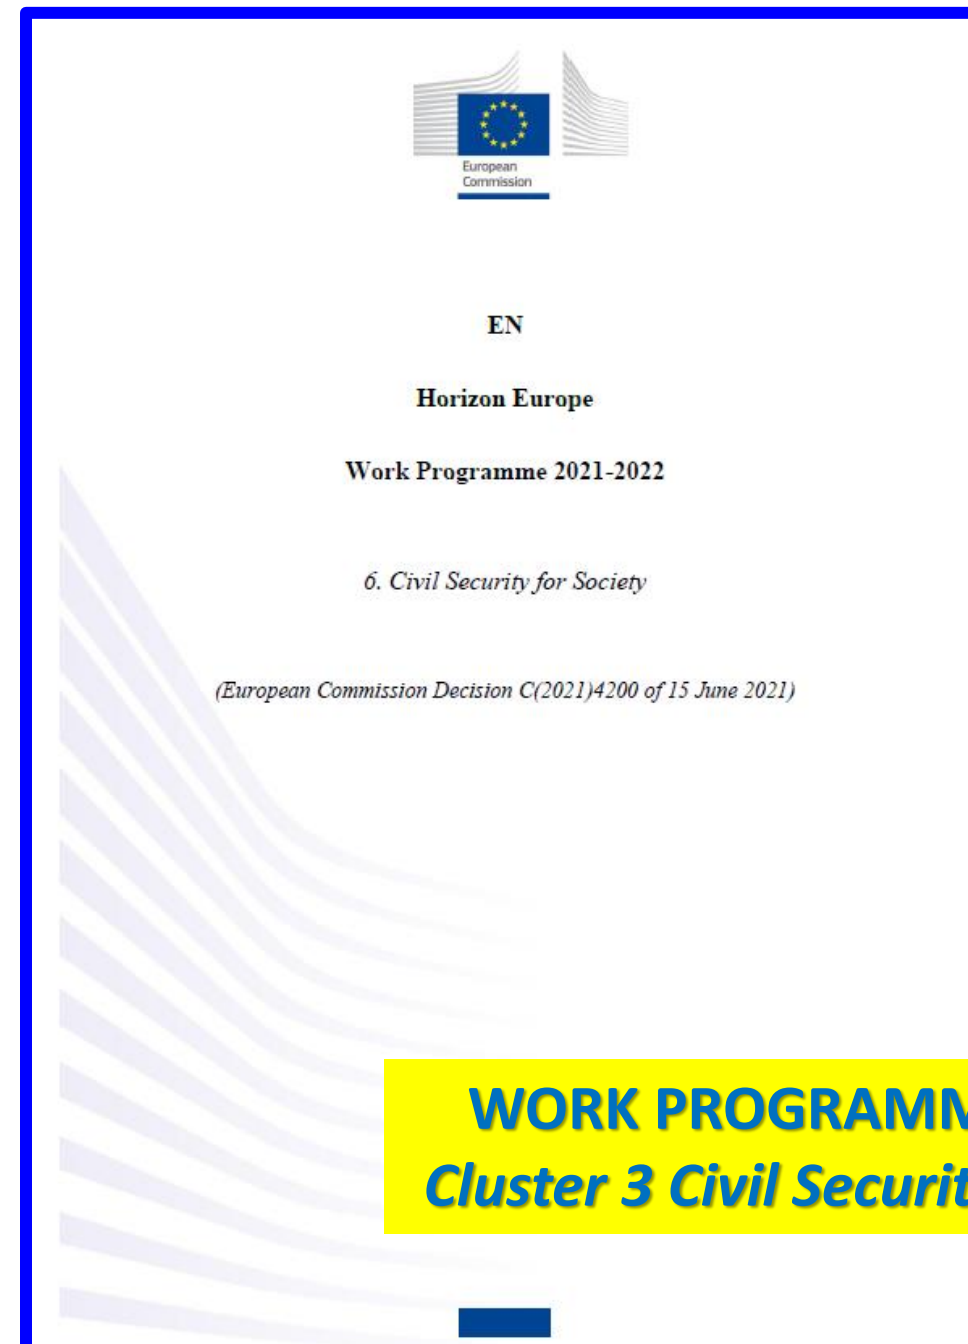 European
Commission
EN
Horizon Europe
Work Programme 2021-2022
6. Civil Security for Society
(European Commission Decision C(2021)4200 of 15 June 2021)
WORK PROGRAMM
Cluster 3 Civil Securit